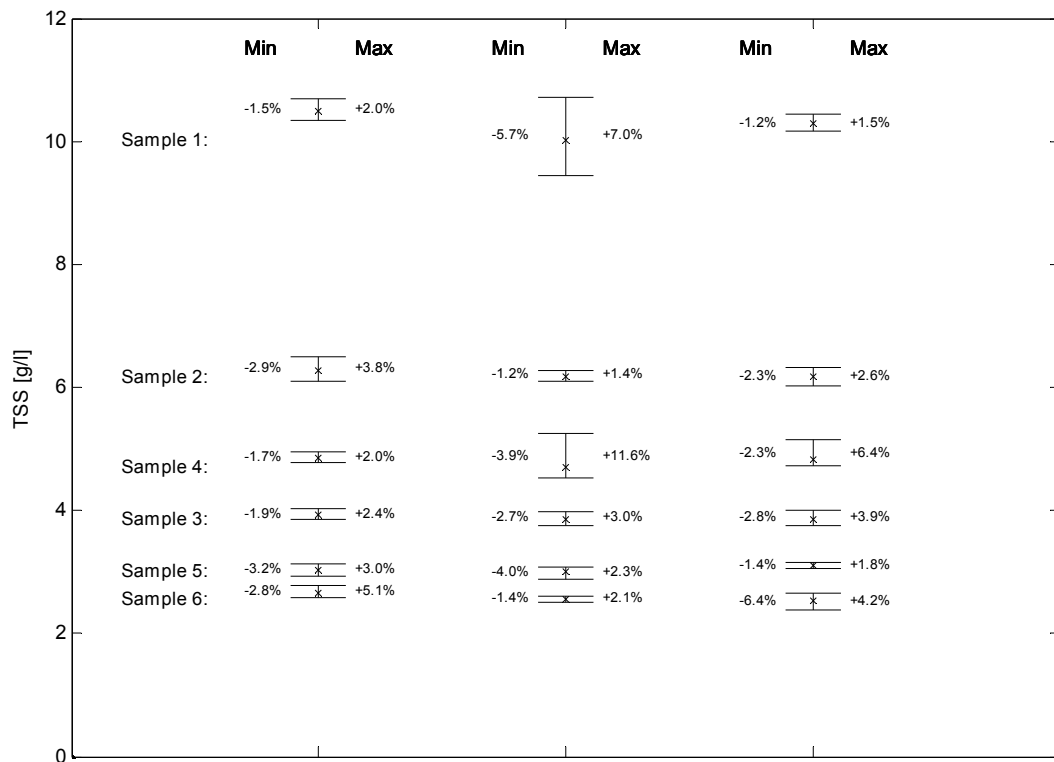 12
Min Max Min Max Min Max
-1.5% +2.0% -5.7% +7.0% -1.2% +1.5%
Sample 1:
10
8
TSS [g/l]
Sample 2: -2.9% +3.8% -1.2% +1.4% -2.3% +2.6%
6
Sample 4: -1.7% +2.0% -3.9% +11.6% -2.3% +6.4%
Sample 3: -1.9% +2.4% -2.7% +3.0% -2.8% +3.9%
4
Sample 5: -3.2% +3.0% -4.0% +2.3% -1.4% +1.8%
Sample 6: -2.8% +5.1% -1.4% +2.1% -6.4% +4.2%
2
0